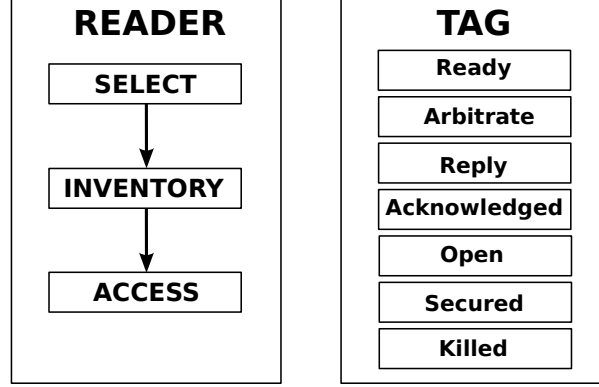 READER
SELECT
INVENTORY
ACCESS
TAG
Ready
Arbitrate
Reply
Acknowledged
Open
Secured
Killed